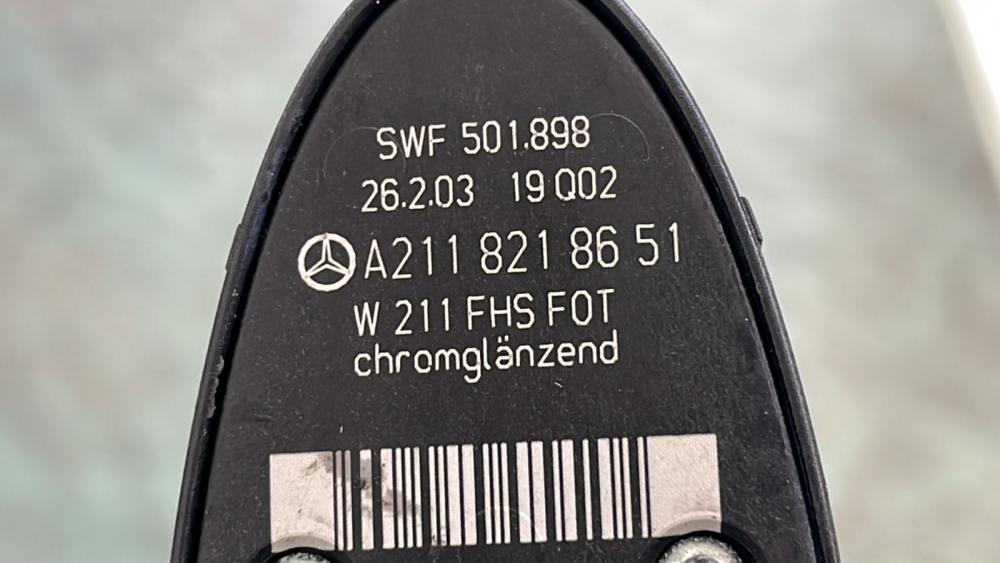 SWF 501.898
26.2.03 19 Q02
A211 821 86 51
W 211 FHS FOT
chromglänzend